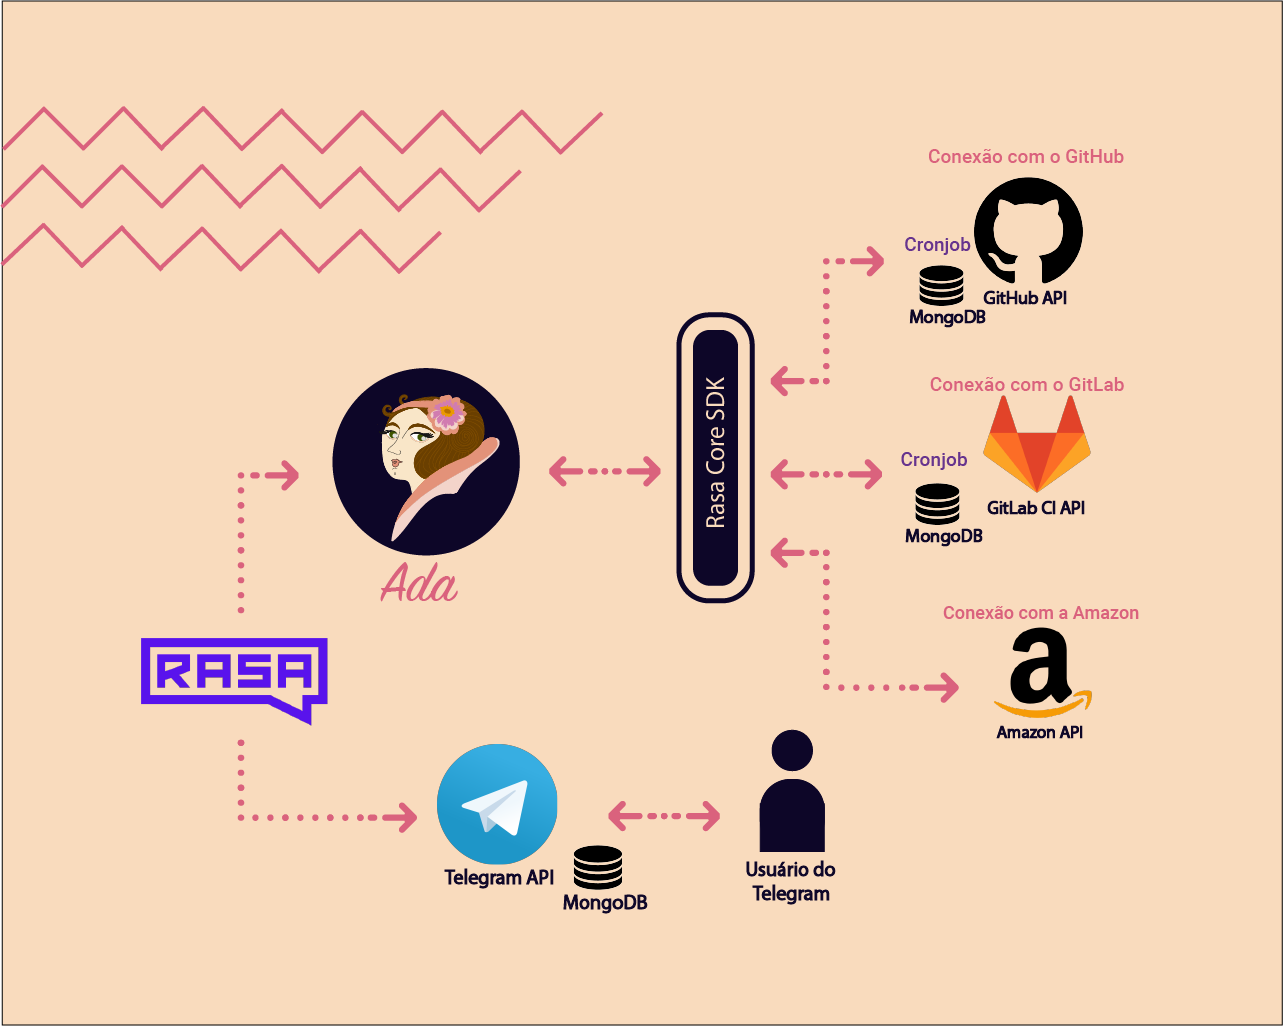 Conexão com o GitHub
Cronjob
GitHub API
MongoDB
Rasa Core SDK
Conexão com o GitLab
Cronjob
GitLab CI API
MongoDB
Ada
Conexão com a Amazon
a
Amazon API
RASA
Telegram API
MongoDB
Usuário do
Telegram